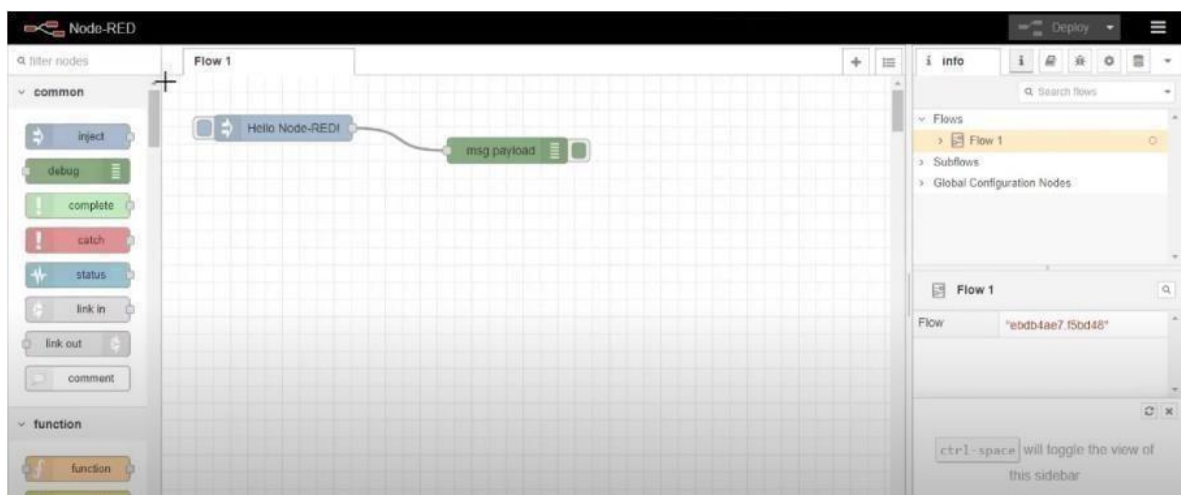 Node-RED
Deploy
filter nodes
Flow 1
i info
Search flows
common
inject
debug
complete
catch
status
link in
link out
comment
function
function
Hello Node-RED!
msg payload
Flows
Flow 1
Subflows
Global Configuration Nodes
Flow 1
Flow "ebdb4ae7.f5bd48"
ctrl-space will toggle the view of
this sidebar